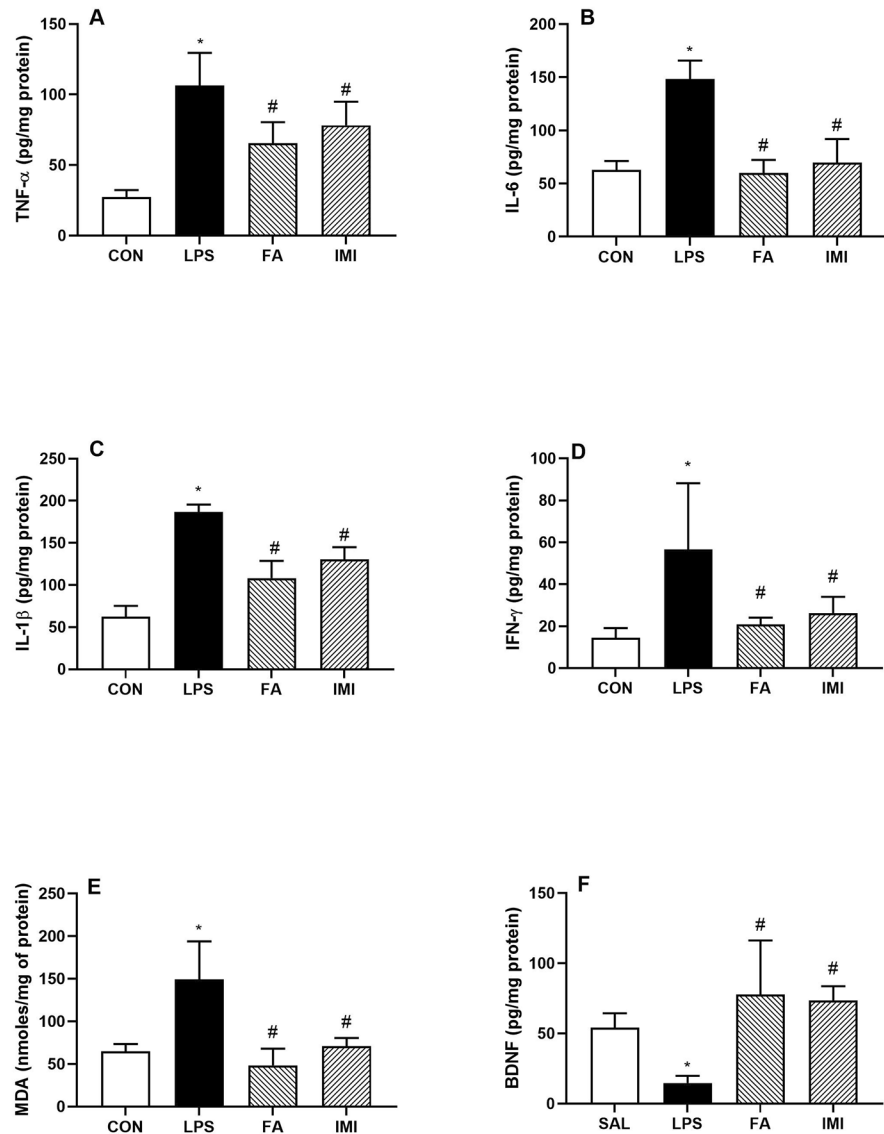 A
TNF-α (pg/mg protein)
150
100
50
0
*
#
#
CON LPS FA IMI
B
IL-6 (pg/mg protein)
200
150
100
50
0
*
#
#
CON LPS FA IMI
C
IL-1β (pg/mg protein)
250
200
150
100
50
0
*
#
#
CON LPS FA IMI
D
IFN-γ (pg/mg protein)
100
80
60
40
20
0
*
#
#
CON LPS FA IMI
E
MDA (nmoles/mg of protein)
250
200
150
100
50
0
*
#
#
CON LPS FA IMI
F
BDNF (pg/mg protein)
150
100
50
0
*
#
#
SAL LPS FA IMI